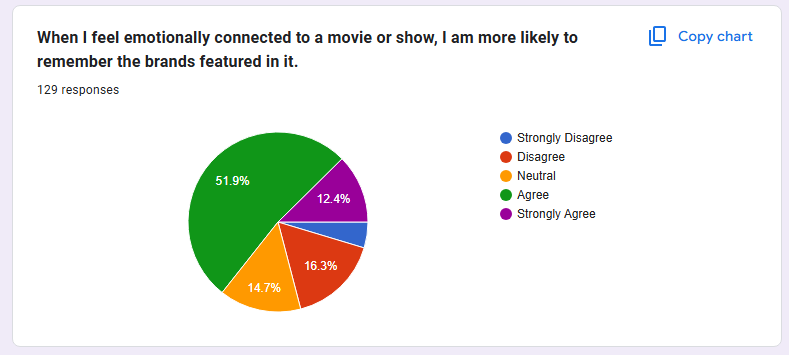 When I feel emotionally connected to a movie or show, I am more likely to
remember the brands featured in it.
Copy chart
129 responses
51.9%
12.4%
16.3%
14.7%
Strongly Disagree
Disagree
Neutral
Agree
Strongly Agree